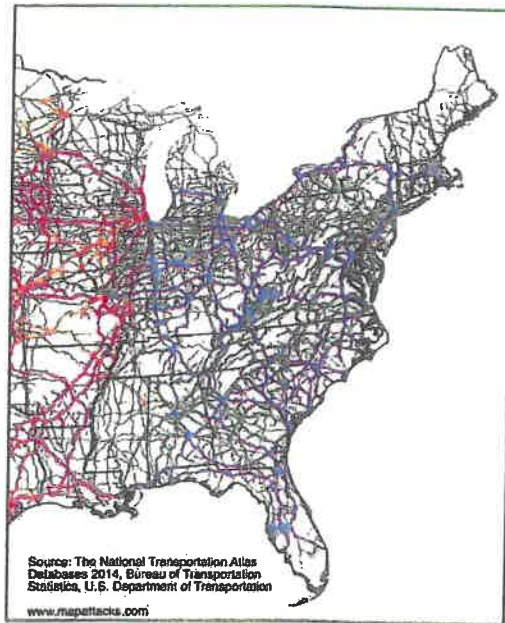 Source: The National Transportation Atlas
Databases 2014, Bureau of Transportation
Statistics, U.S. Department of Transportation
www.mapattacks.com